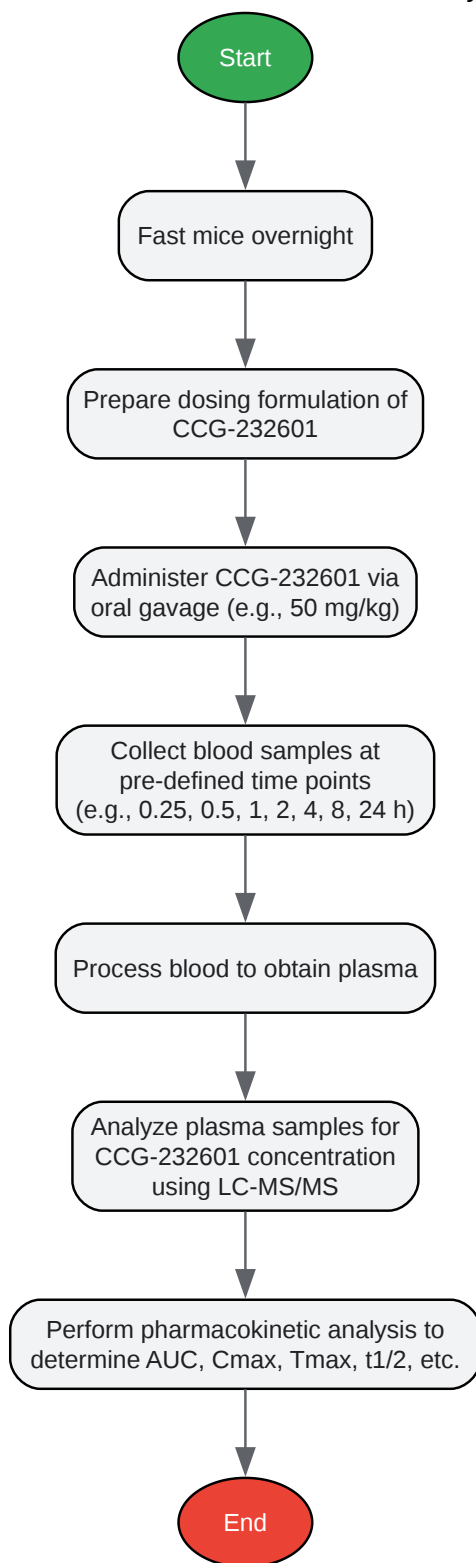 Start
Fast mice overnight
Prepare dosing formulation of
CCG-232601
Administer CCG-232601 via
oral gavage (e.g., 50 mg/kg)
Collect blood samples at
pre-defined time points
(e.g., 0.25, 0.5, 1, 2, 4, 8, 24 h)
Process blood to obtain plasma
Analyze plasma samples for
CCG-232601 concentration
using LC-MS/MS
Perform pharmacokinetic analysis to
determine AUC, Cmax, Tmax, t1/2, etc.
End